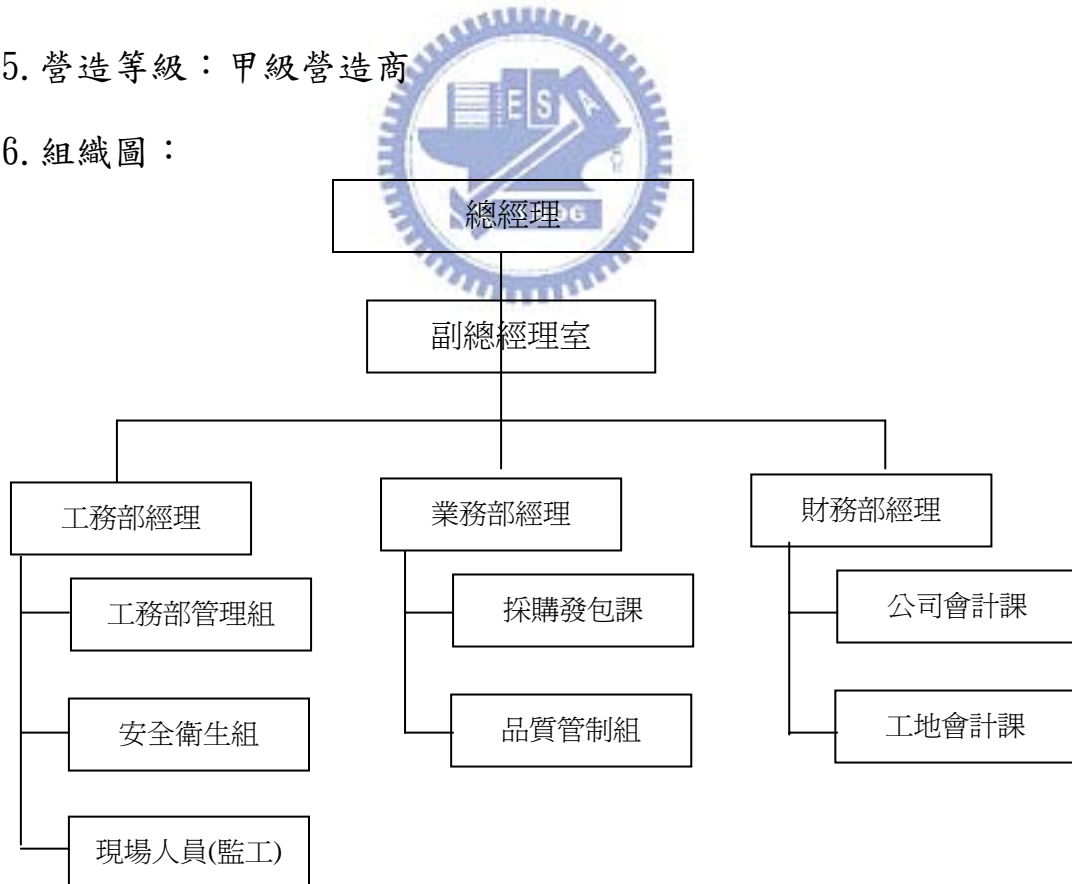 5.營造等級：甲級營造商
ESA
6.組織圖：
總經理
副總經理室
工務部經理
業務部經理
財務部經理
工務部管理組
採購發包課
公司會計課
安全衛生組
品質管制組
工地會計課
現場人員(監工)